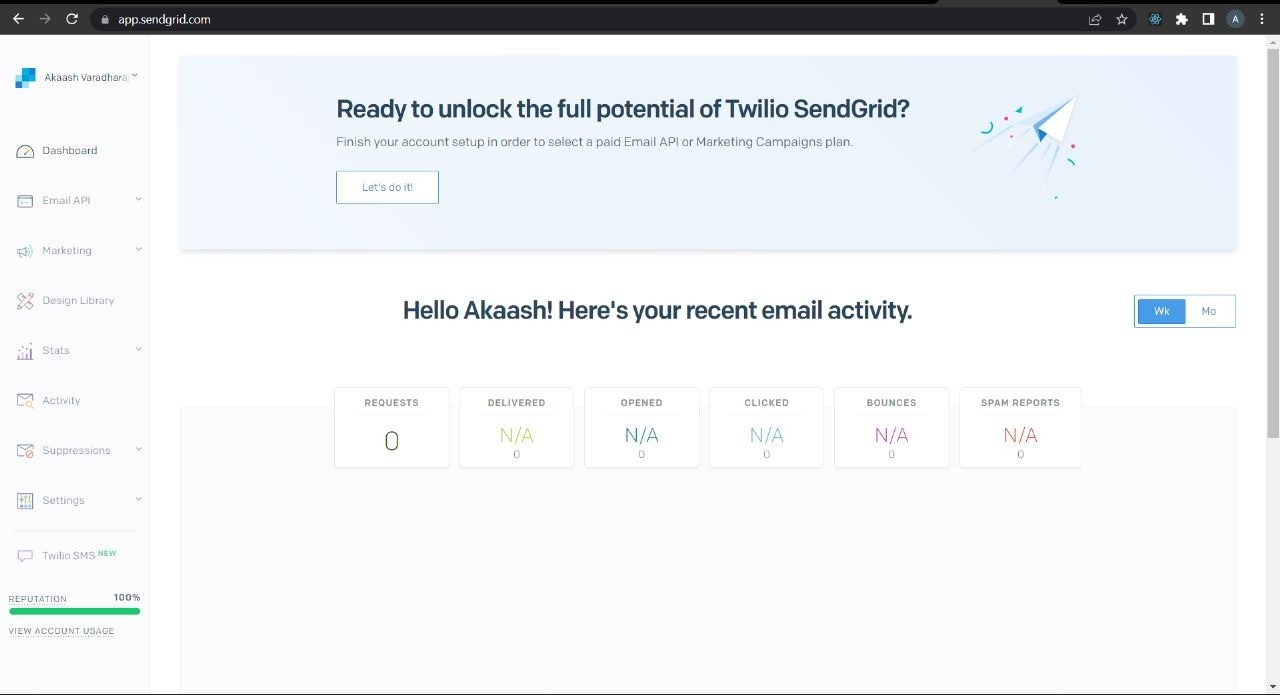 app.sendgrid.com
A
Akaash Varadhara
Dashboard
Email API
Marketing
Design Library
Stats
Activity
Suppressions
Settings
Twilio SMS NEW
REPUTATION 100%
VIEW ACCOUNT USAGE
Ready to unlock the full potential of Twilio SendGrid?
Finish your account setup in order to select a paid Email API or Marketing Campaigns plan.
Let's do it!
Hello Akaash! Here's your recent email activity.
Wk Mo
REQUESTS DELIVERED OPENED CLICKED BOUNCES SPAM REPORTS
0 N/A N/A N/A N/A N/A
0 0 0 0 0